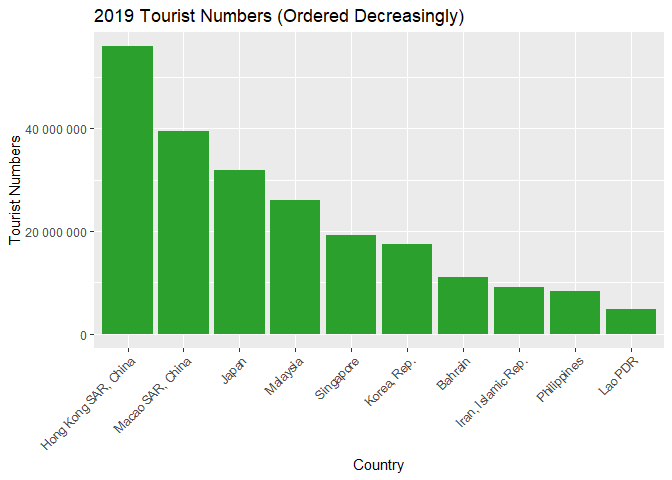 2019 Tourist Numbers (Ordered Decreasingly)
Tourist Numbers
40 000 000
20 000 000
0
Hong Kong SAR, China
Macao SAR, China
Japan
Malaysia
Singapore
Korea, Rep.
Bahrain
Iran, Islamic Rep.
Philippines
Lao PDR
Country